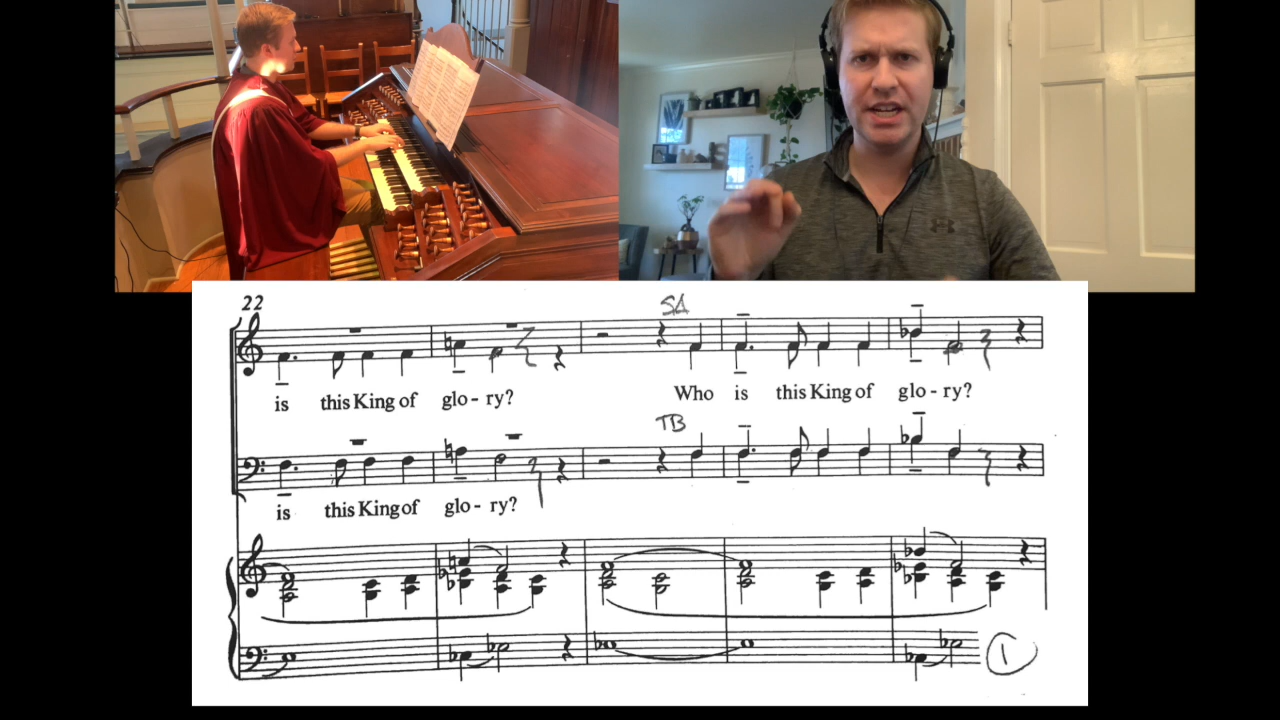 22
SA
is this King of glo - ry? Who is this King of glo - ry?
TB
is this King of glo - ry?
1